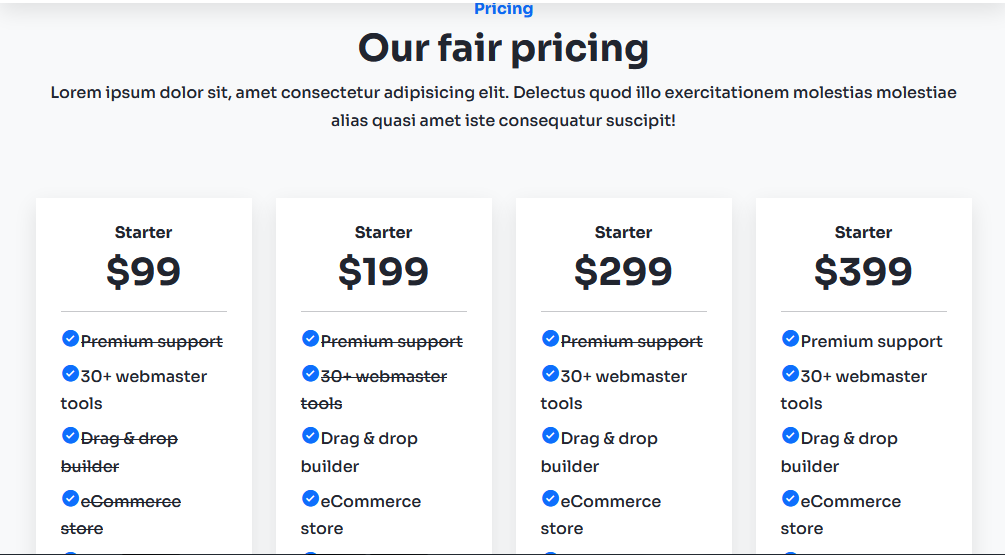 Pricing
Our fair pricing
Lorem ipsum dolor sit, amet consectetur adipisicing elit. Delectus quod illo exercitationem molestias molestiae
alias quasi amet iste consequatur suscipit!
Starter
$99
Premium support
30+ webmaster
tools
Drag & drop
builder
eCommerce
store
Starter
$199
Premium support
30+ webmaster
tools
Drag & drop
builder
eCommerce
store
Starter
$299
Premium support
30+ webmaster
tools
Drag & drop
builder
eCommerce
store
Starter
$399
Premium support
30+ webmaster
tools
Drag & drop
builder
eCommerce
store